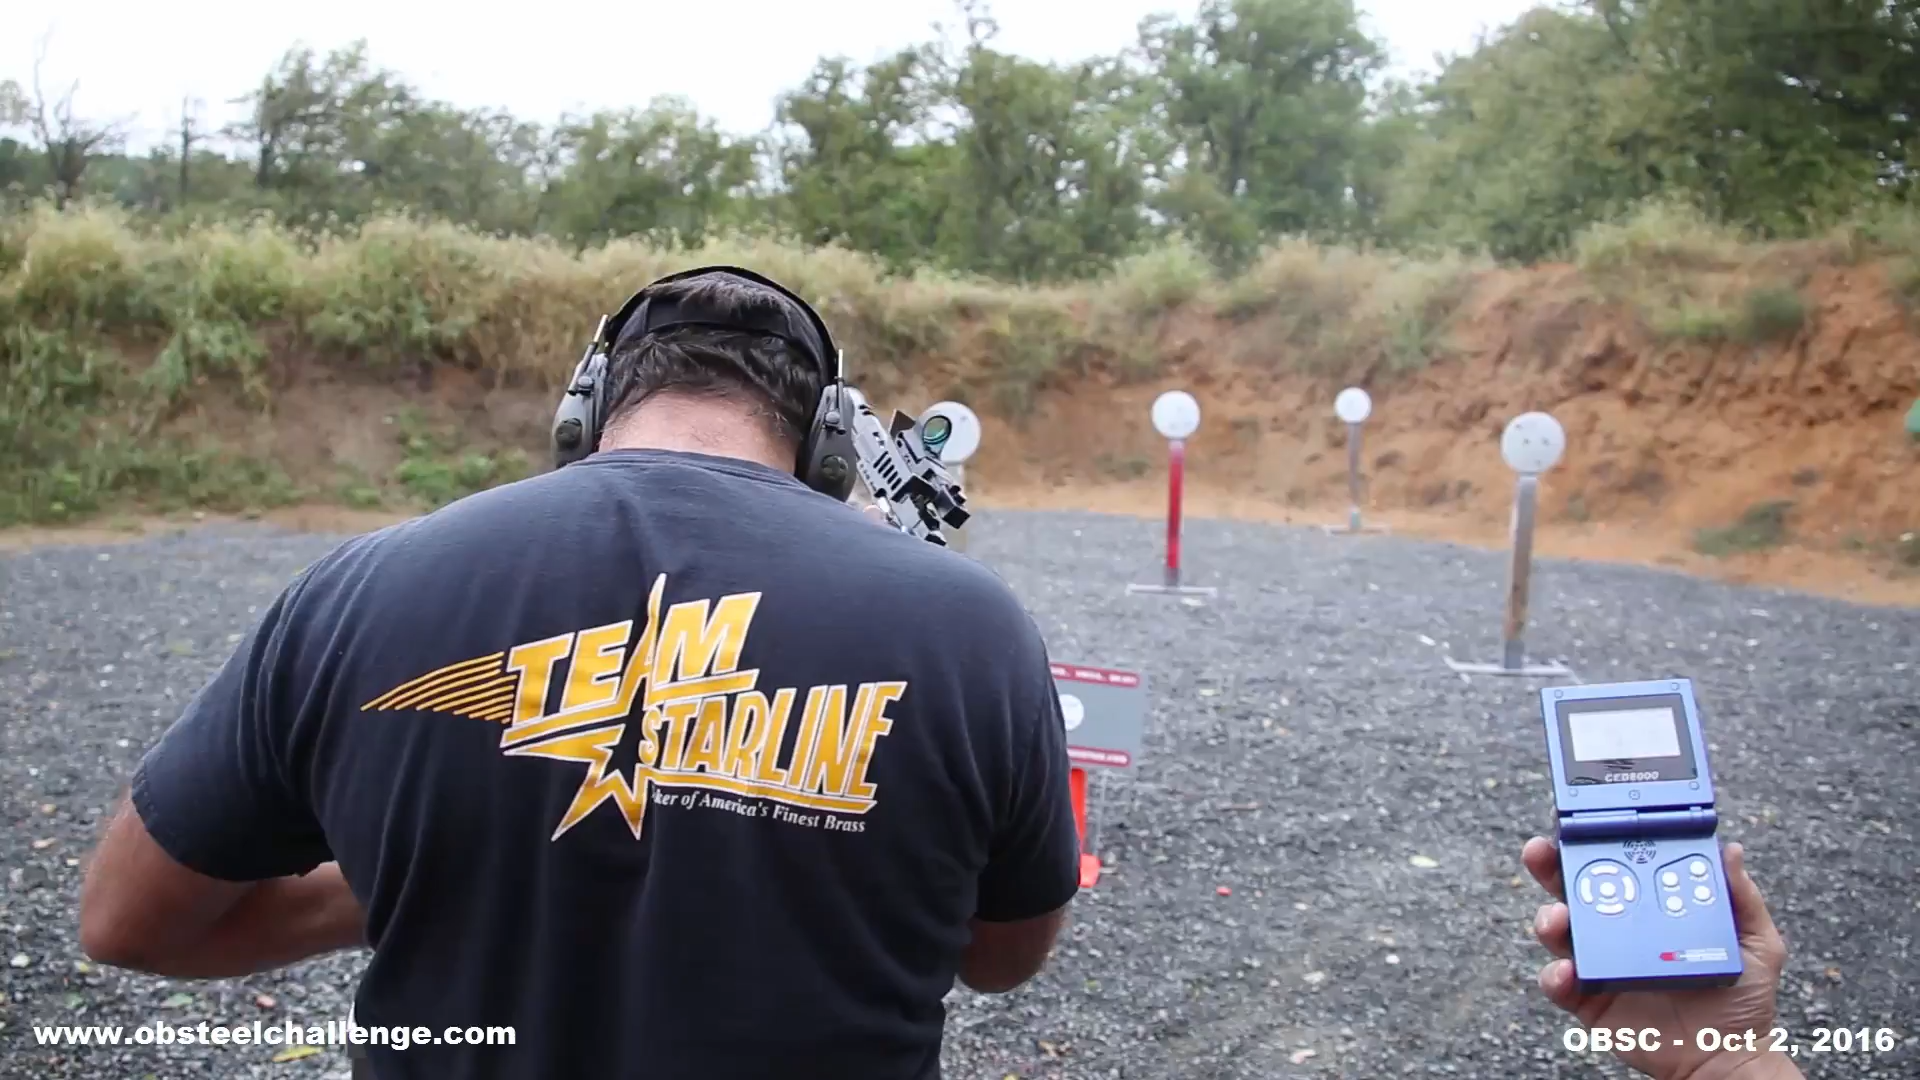 TEAM
STARLINE
ker of America's Finest Brass
CED8000
www.obsteelchallenge.com
OBSC - Oct 2, 2016